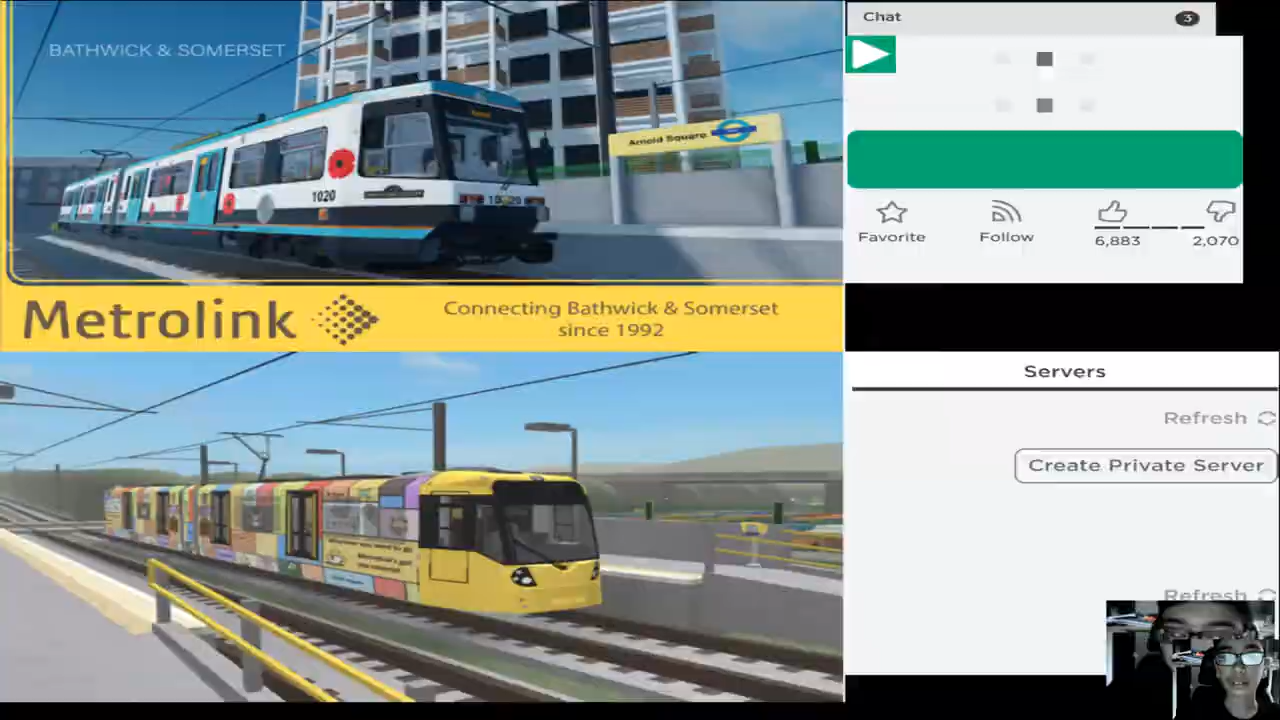 BATHWICK & SOMERSET
Arnold Square
1020
Metrolink
Connecting Bathwick & Somerset
since 1992
Chat
3
Favorite
Follow
6,883
2,070
Servers
Refresh
Create Private Server
Refresh